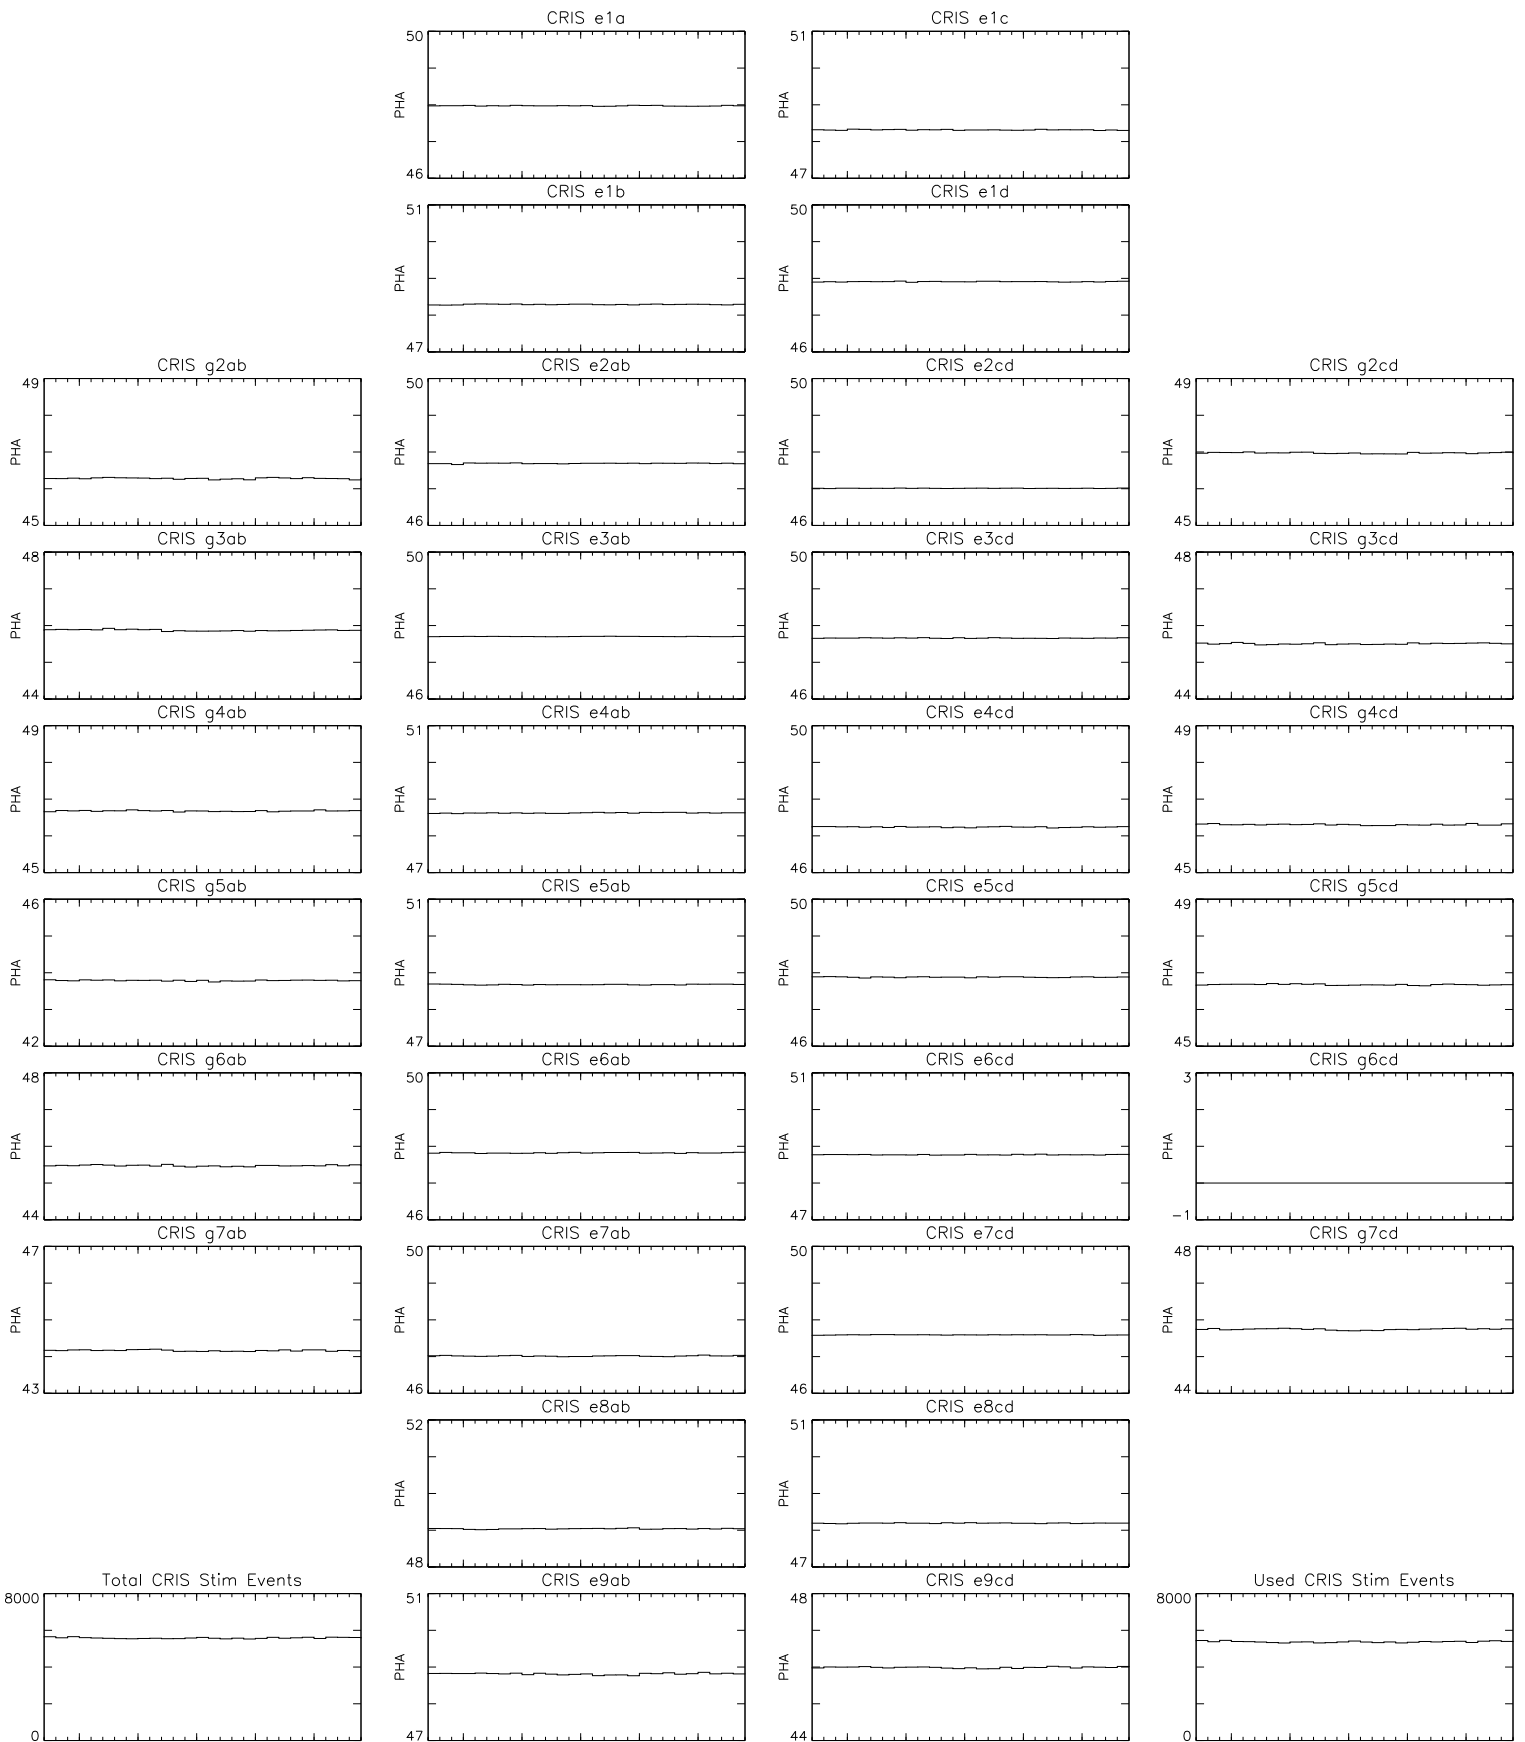 CRIS e1a
50
PHA
46
CRIS e1c
51
PHA
47
CRIS e1b
51
PHA
47
CRIS e1d
50
PHA
46
CRIS g2ab
49
PHA
45
CRIS e2ab
50
PHA
46
CRIS e2cd
50
PHA
46
CRIS g2cd
49
PHA
45
CRIS g3ab
48
PHA
44
CRIS e3ab
50
PHA
46
CRIS e3cd
50
PHA
46
CRIS g3cd
48
PHA
44
CRIS g4ab
49
PHA
45
CRIS e4ab
51
PHA
47
CRIS e4cd
50
PHA
46
CRIS g4cd
49
PHA
45
CRIS g5ab
46
PHA
42
CRIS e5ab
51
PHA
47
CRIS e5cd
50
PHA
46
CRIS g5cd
49
PHA
45
CRIS g6ab
48
PHA
44
CRIS e6ab
50
PHA
46
CRIS e6cd
51
PHA
47
CRIS g6cd
3
PHA
-1
CRIS g7ab
47
PHA
43
CRIS e7ab
50
PHA
46
CRIS e7cd
50
PHA
46
CRIS g7cd
48
PHA
44
CRIS e8ab
52
PHA
48
CRIS e8cd
51
PHA
47
Total CRIS Stim Events
8000
0
CRIS e9ab
51
PHA
47
CRIS e9cd
48
PHA
44
Used CRIS Stim Events
8000
0